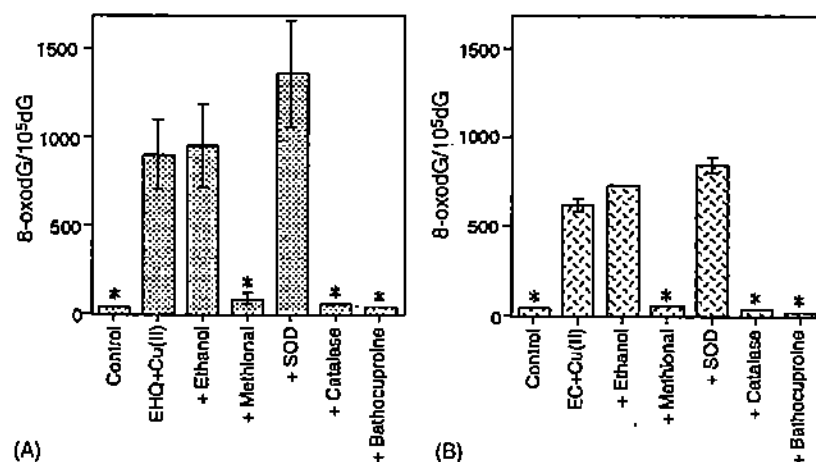 8-oxodG/10⁵dG
1500
1000
500
0
*
*
*
*
Control
EHQ+Cu(II)
+ Ethanol
+ Methional
+ SOD
+ Catalase
+ Bathocuproine
(A)
8-oxodG/10⁵dG
1500
1000
500
0
*
*
*
*
Control
EC+Cu(II)
+ Ethanol
+ Methional
+ SOD
+ Catalase
+ Bathocuproine
(B)